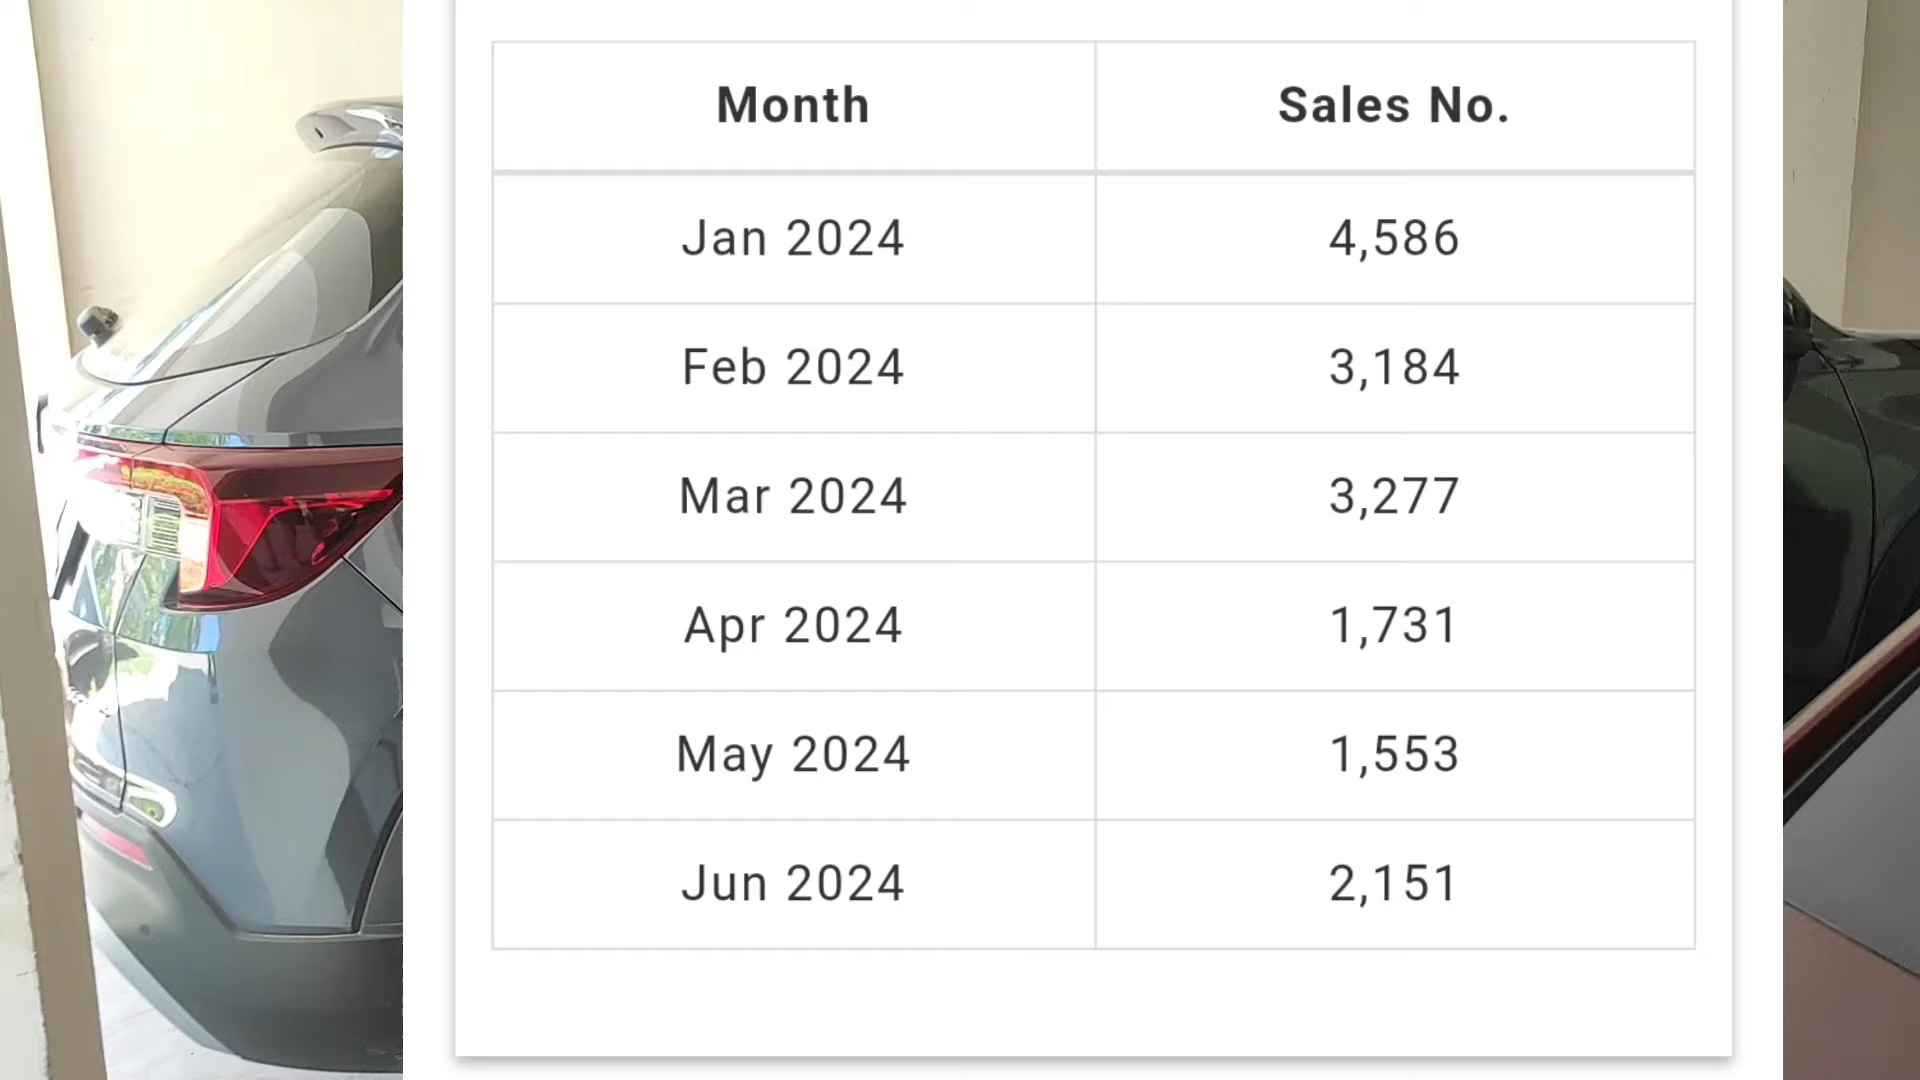 Month Sales No.
Jan 2024 4,586
Feb 2024 3,184
Mar 2024 3,277
Apr 2024 1,731
May 2024 1,553
Jun 2024 2,151